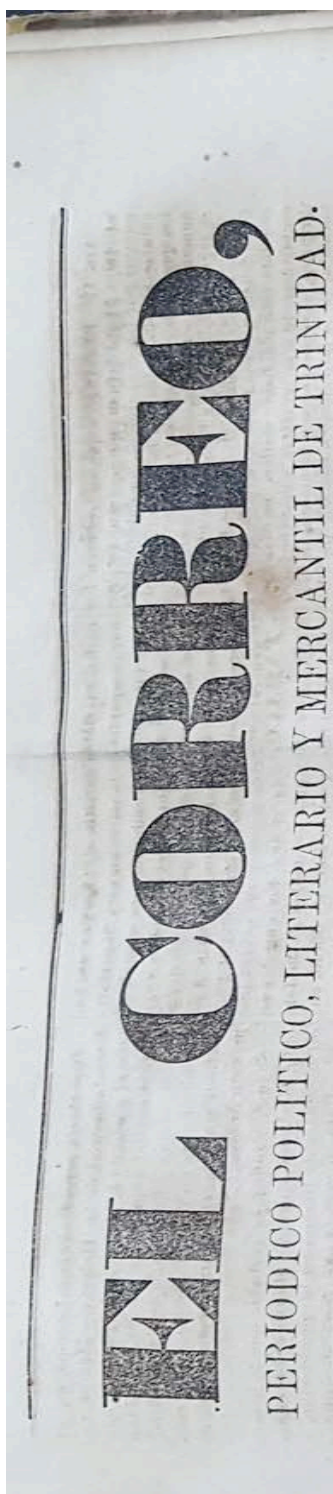 EL CORREO,
PERIODICO POLITICO, LITERARIO Y MERCANTIL DE TRINIDAD.